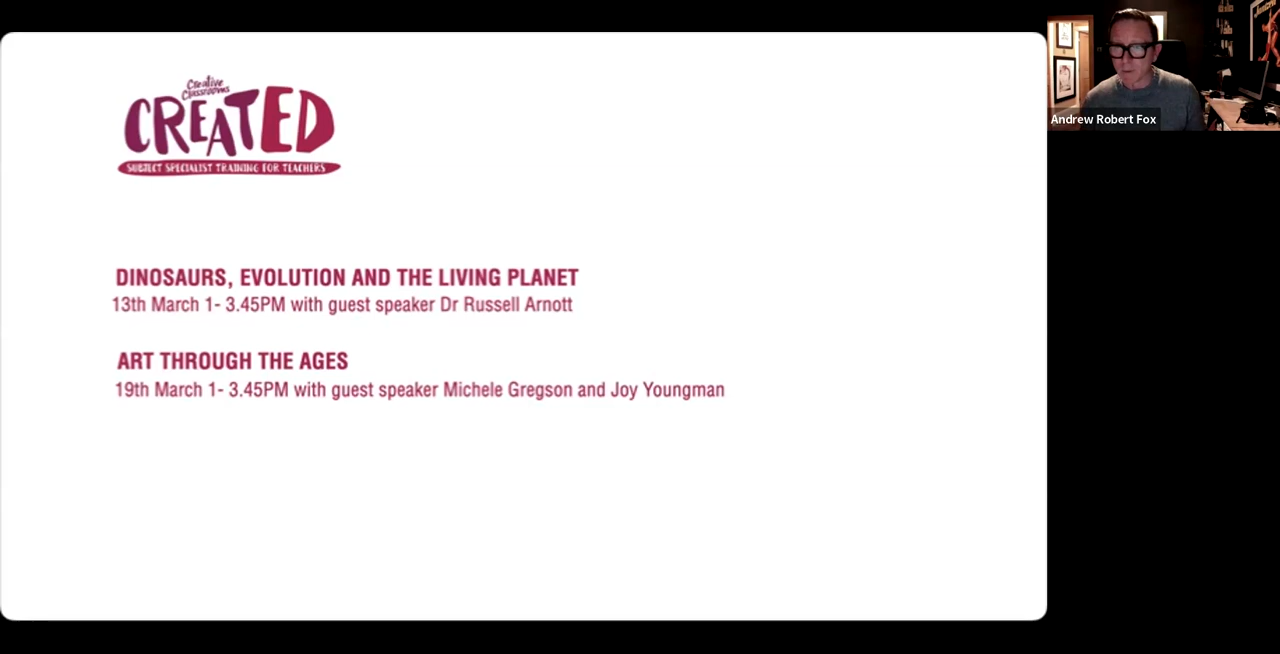 Creative
Classrooms
CREATED
SUBJECT SPECIALIST TRAINING FOR TEACHERS
DINOSAURS, EVOLUTION AND THE LIVING PLANET
13th March 1- 3.45PM with guest speaker Dr Russell Arnott
ART THROUGH THE AGES
19th March 1- 3.45PM with guest speaker Michele Gregson and Joy Youngman
Andrew Robert Fox